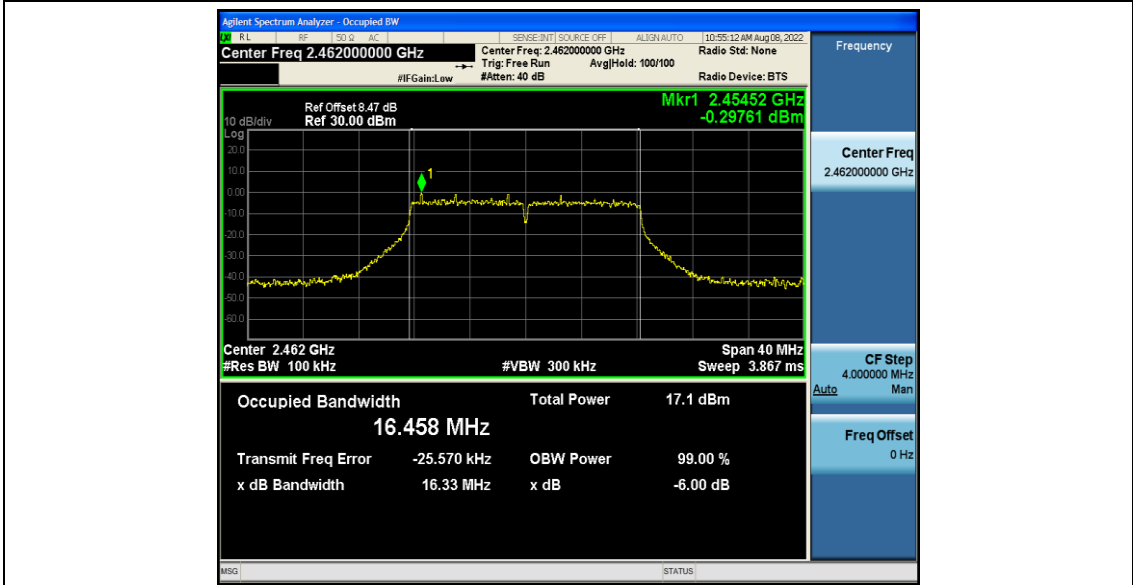 Agilent Spectrum Analyzer - Occupied BW
LXI RL RF 50 Ω AC SENSE:INT SOURCE OFF ALIGN AUTO 10:55:12 AM Aug 08, 2022
Center Freq 2.462000000 GHz
Center Freq: 2.462000000 GHz Radio Std: None
Trig: Free Run Avg|Hold: 100/100
#IFGain:Low #Atten: 40 dB Radio Device: BTS
Ref Offset 8.47 dB
10 dB/div Ref 30.00 dBm
Mkr1 2.45452 GHz
-0.29761 dBm
Log
20.0
10.0
0.00
-10.0
-20.0
-30.0
-40.0
-50.0
-60.0
1
Center 2.462 GHz Span 40 MHz
#Res BW 100 kHz #VBW 300 kHz Sweep 3.867 ms
Occupied Bandwidth Total Power 17.1 dBm
16.458 MHz
Transmit Freq Error -25.570 kHz OBW Power 99.00 %
x dB Bandwidth 16.33 MHz x dB -6.00 dB
MSG STATUS
Frequency
Center Freq
2.462000000 GHz
CF Step
4.000000 MHz
Auto Man
Freq Offset
0 Hz